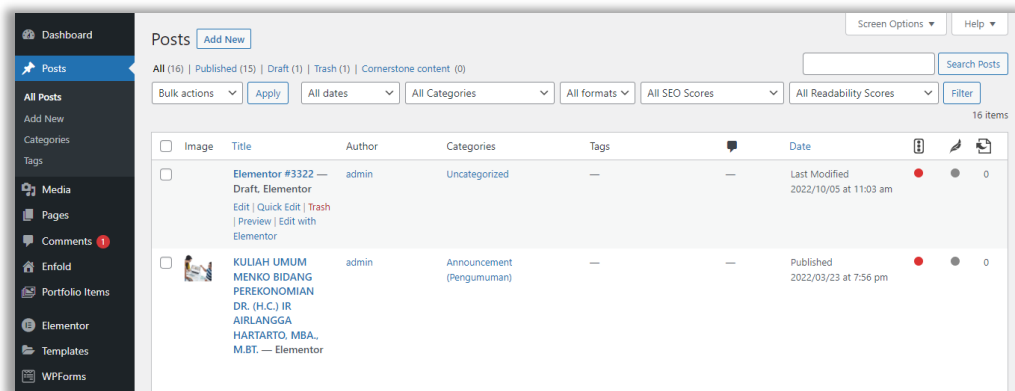 Dashboard
Posts
All Posts
Add New
Categories
Tags
Media
Pages
Comments 1
Enfold
Portfolio Items
Elementor
Templates
WPForms
Screen Options ▼ Help ▼
Posts Add New
All (16) | Published (15) | Draft (1) | Trash (1) | Cornerstone content (0)
Search Posts
Bulk actions Apply All dates All Categories All formats All SEO Scores All Readability Scores Filter
16 items
Image Title Author Categories Tags Date
Elementor #3322 — admin Uncategorized — — Last Modified 0
Draft, Elementor 2022/10/05 at 11:03 am
Edit | Quick Edit | Trash
| Preview | Edit with
Elementor
KULIAH UMUM admin Announcement — — Published 0
MENKO BIDANG (Pengumuman) 2022/03/23 at 7:56 pm
PEREKONOMIAN
DR. (H.C.) IR
AIRLANGGA
HARTARTO, MBA.,
M.BT. — Elementor